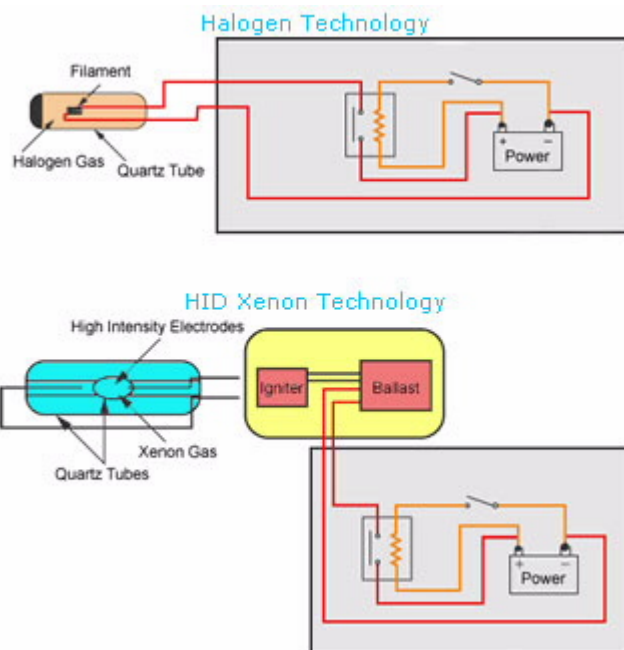 Halogen Technology
Filament
Halogen Gas
Quartz Tube
+ −
Power
HID Xenon Technology
High Intensity Electrodes
Igniter
Ballast
Xenon Gas
Quartz Tubes
+ −
Power